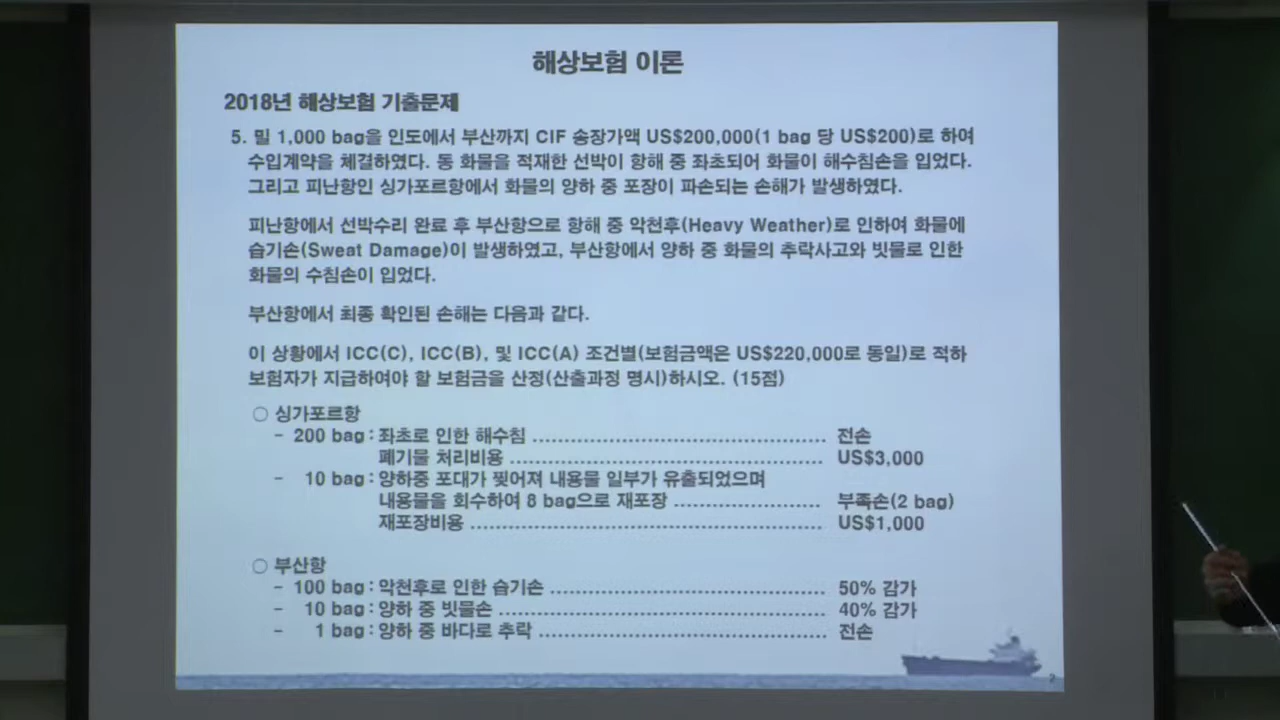 해상보험 이론
2018년 해상보험 기출문제
5. 밀 1,000 bag을 인도에서 부산까지 CIF 송장가액 US$200,000(1 bag 당 US$200)로 하여
수입계약을 체결하였다. 동 화물을 적재한 선박이 항해 중 좌초되어 화물이 해수침손을 입었다.
그리고 피난항인 싱가포르항에서 화물의 양하 중 포장이 파손되는 손해가 발생하였다.
피난항에서 선박수리 완료 후 부산항으로 항해 중 악천후(Heavy Weather)로 인하여 화물에
습기손(Sweat Damage)이 발생하였고, 부산항에서 양하 중 화물의 추락사고와 빗물로 인한
화물의 수침손이 입었다.
부산항에서 최종 확인된 손해는 다음과 같다.
이 상황에서 ICC(C), ICC(B), 및 ICC(A) 조건별(보험금액은 US$220,000로 동일)로 적하
보험자가 지급하여야 할 보험금을 산정(산출과정 명시)하시오. (15점)
○ 싱가포르항
- 200 bag : 좌초로 인한 해수침 ........ 전손
폐기물 처리비용 ........ US$3,000
- 10 bag : 양하중 포대가 찢어져 내용물 일부가 유출되었으며
내용물을 회수하여 8 bag으로 재포장 ........ 부족손(2 bag)
재포장비용 ........ US$1,000
○ 부산항
- 100 bag : 악천후로 인한 습기손 ........ 50% 감가
- 10 bag : 양하 중 빗물손 ........ 40% 감가
- 1 bag : 양하 중 바다로 추락 ........ 전손
2